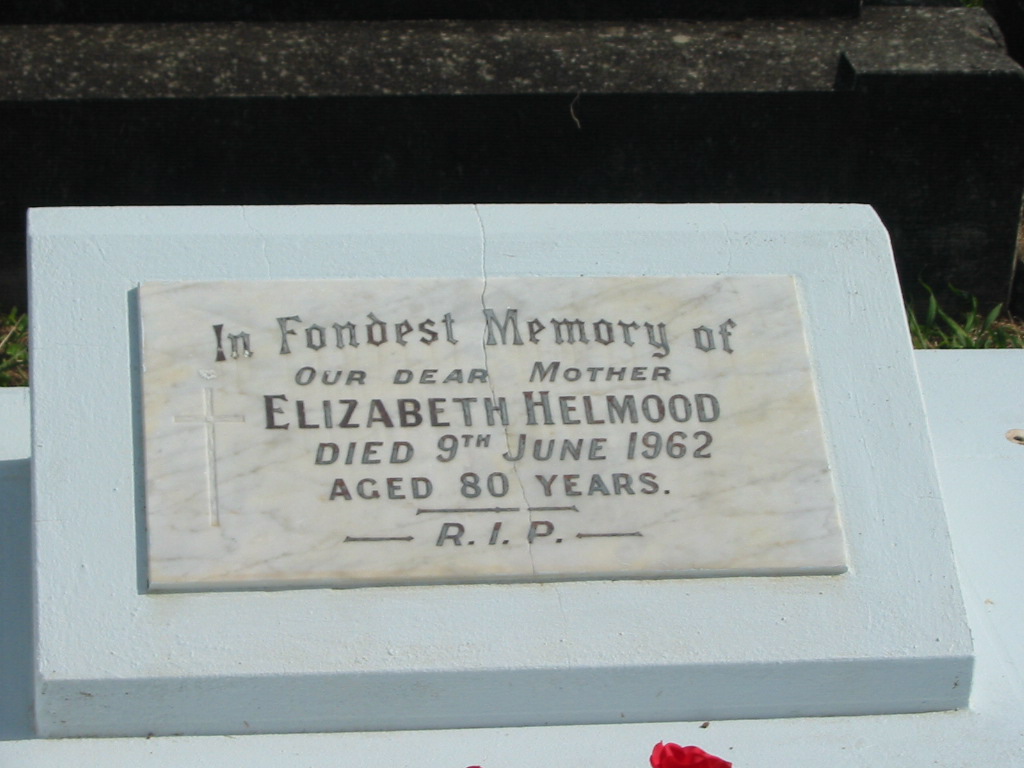 In Fondest Memory of
OUR DEAR MOTHER
ELIZABETH HELMOOD
DIED 9TH JUNE 1962
AGED 80 YEARS.
R.I.P.